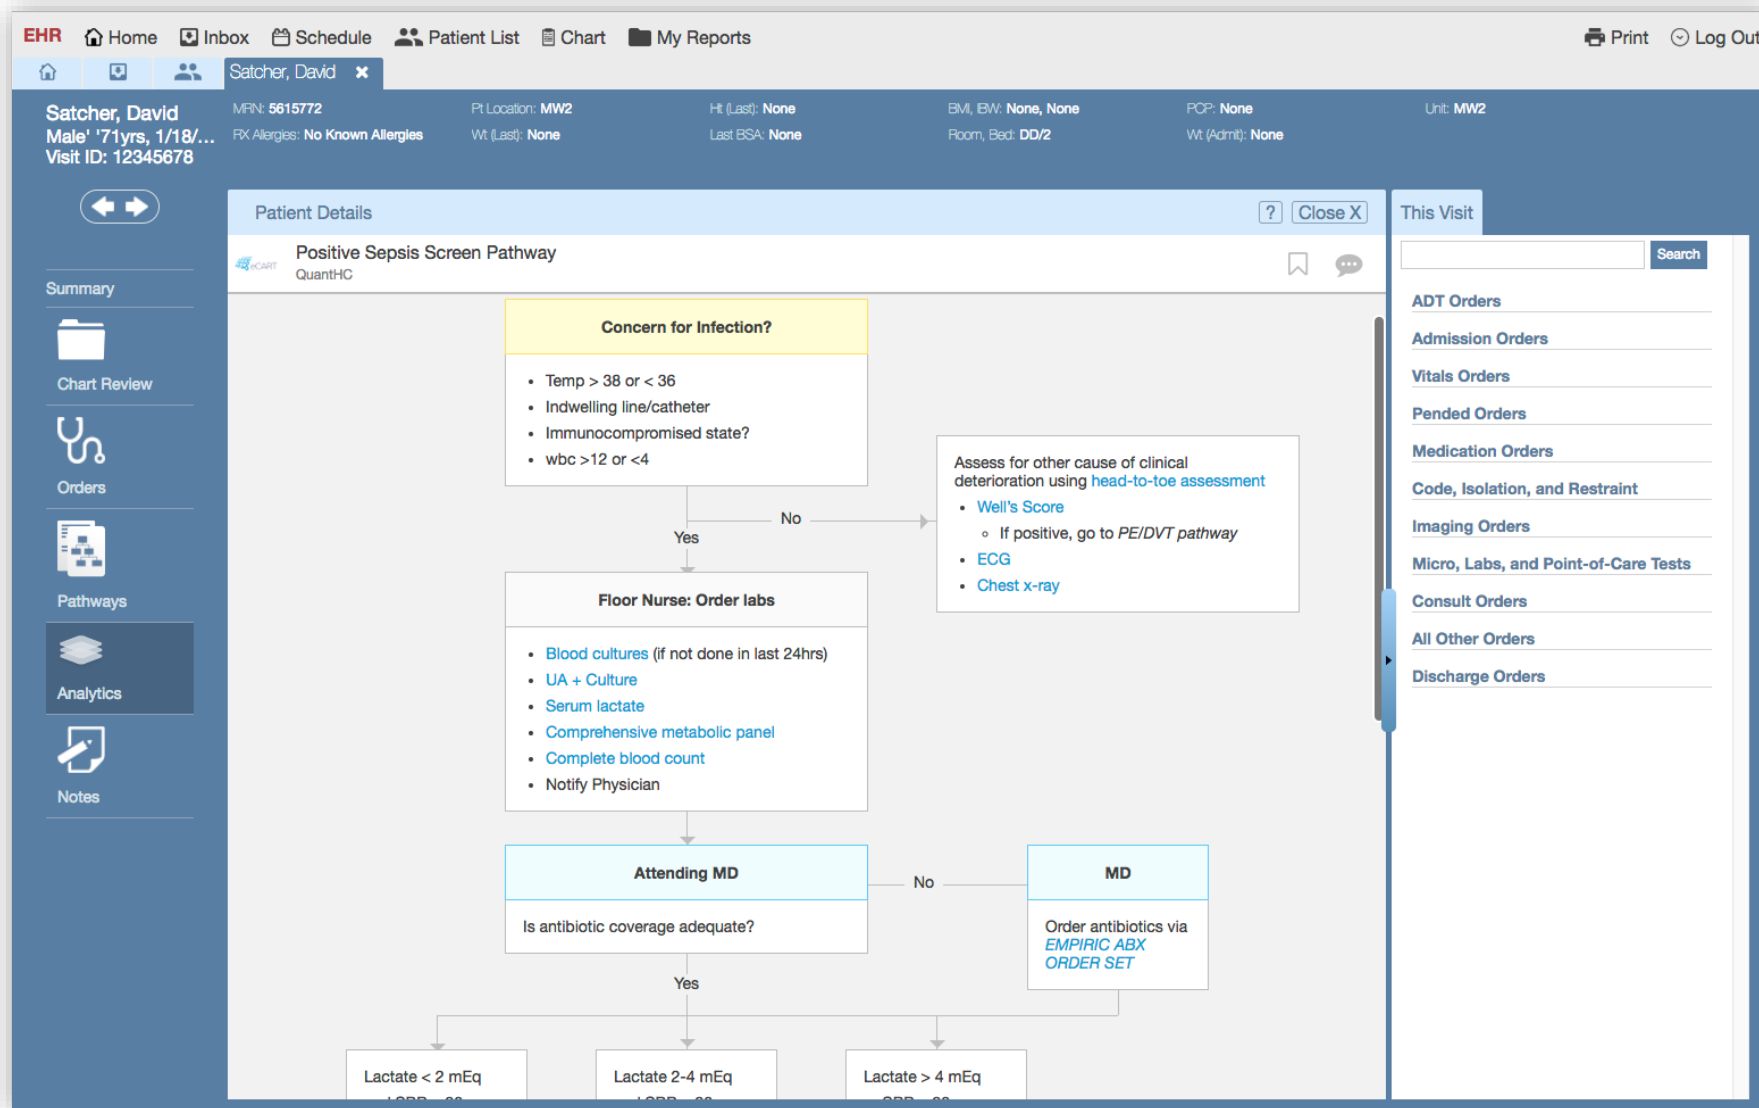 EHR Home Inbox Schedule Patient List Chart My Reports Print Log Out
Satcher, David
Satcher, David
Male' '71yrs, 1/18/...
Visit ID: 12345678
MRN: 5615772 Pt Location: MW2 Ht (Last): None BMI, IBW: None, None PCP: None Unit: MW2
RX Allergies: No Known Allergies Wt (Last): None Last BSA: None Room, Bed: DD/2 Wt (Admit): None
Summary
Chart Review
Orders
Pathways
Analytics
Notes
Patient Details ? Close X
eCART
Positive Sepsis Screen Pathway
QuantHC
Concern for Infection?
• Temp > 38 or < 36
• Indwelling line/catheter
• Immunocompromised state?
• wbc >12 or <4
No
Yes
Assess for other cause of clinical
deterioration using head-to-toe assessment
• Well's Score
◦ If positive, go to PE/DVT pathway
• ECG
• Chest x-ray
Floor Nurse: Order labs
• Blood cultures (if not done in last 24hrs)
• UA + Culture
• Serum lactate
• Comprehensive metabolic panel
• Complete blood count
• Notify Physician
Attending MD
Is antibiotic coverage adequate?
No
MD
Order antibiotics via
EMPIRIC ABX
ORDER SET
Yes
Lactate < 2 mEq
Lactate 2-4 mEq
Lactate > 4 mEq
This Visit
Search
ADT Orders
Admission Orders
Vitals Orders
Pended Orders
Medication Orders
Code, Isolation, and Restraint
Imaging Orders
Micro, Labs, and Point-of-Care Tests
Consult Orders
All Other Orders
Discharge Orders